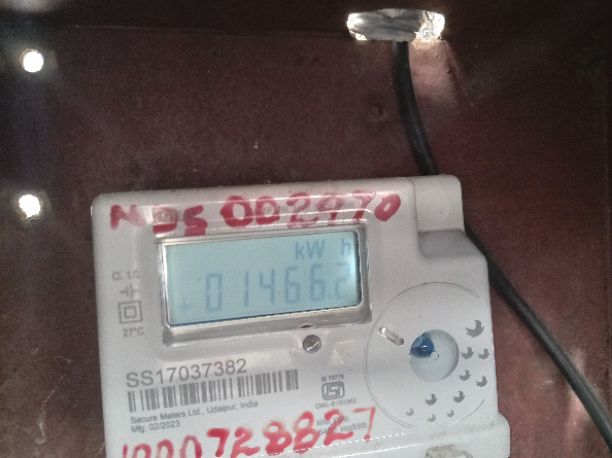 NDS 002970
kW h
+01466.2
Cl. 1.0
27°C
SS17037382
IS 13779
Secure Meters Ltd., Udaipur, India
Mfg. 02/2023
1000728827